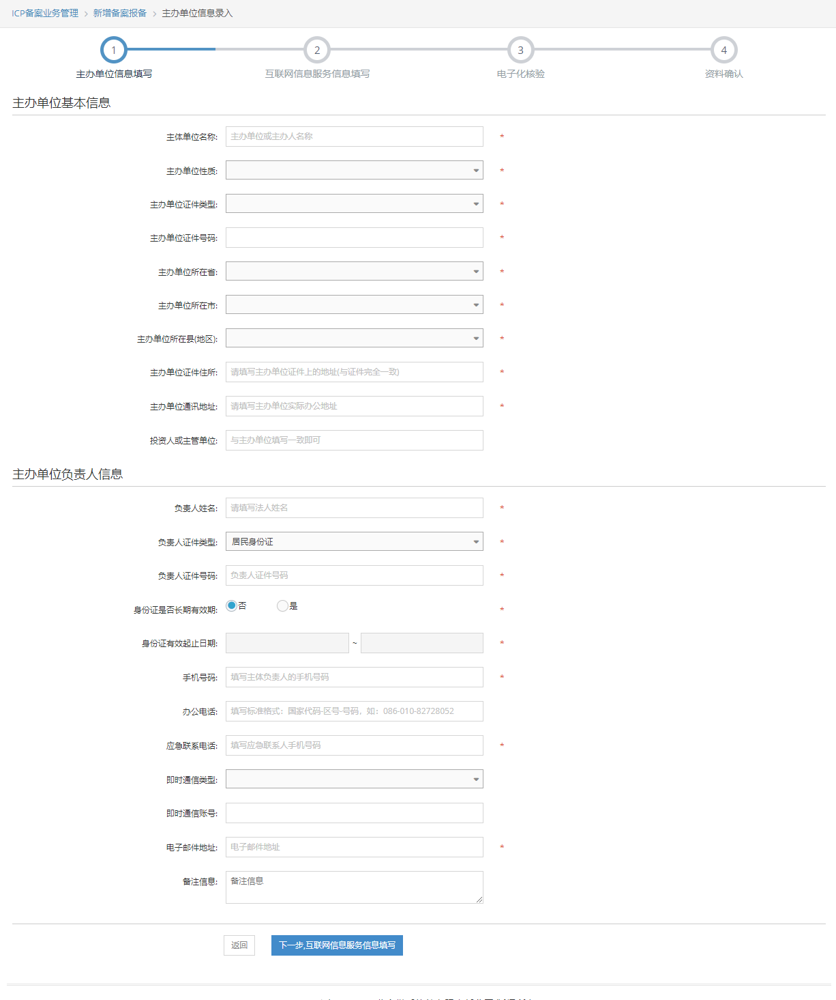 ICP备案业务管理 > 新增备案报备 > 主办单位信息录入
1 2 3 4
主办单位信息填写 互联网信息服务信息填写 电子化核验 资料确认
主办单位基本信息
主体单位名称: 主办单位或主办人名称 *
主办单位性质: *
主办单位证件类型: *
主办单位证件号码: *
主办单位所在省: *
主办单位所在市: *
主办单位所在县(地区): *
主办单位证件住所: 请填写主办单位证件上的地址(与证件完全一致) *
主办单位通讯地址: 请填写主办单位实际办公地址 *
投资人或主管单位: 与主办单位填写一致即可
主办单位负责人信息
负责人姓名: 请填写法人姓名 *
负责人证件类型: 居民身份证 *
负责人证件号码: 负责人证件号码 *
身份证是否长期有效期: 否 是 *
身份证有效起止日期: ~ *
手机号码: 填写主体负责人的手机号码 *
办公电话: 填写标准格式：国家代码-区号-号码，如：086-010-82728052
应急联系电话: 填写应急联系人手机号码 *
即时通信类型:
即时通信账号:
电子邮件地址: 电子邮件地址 *
备注信息: 备注信息
返回 下一步,互联网信息服务信息填写